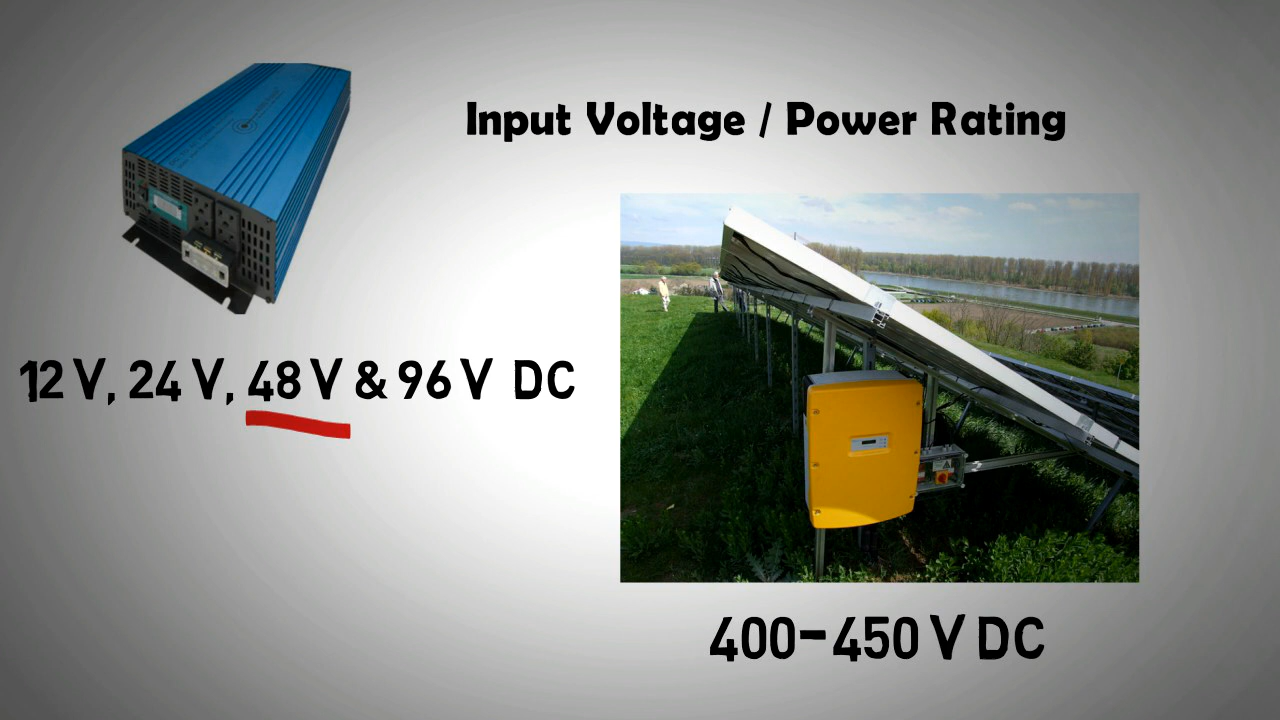 Input Voltage / Power Rating
12 V, 24 V, 48 V & 96 V DC
400-450 V DC